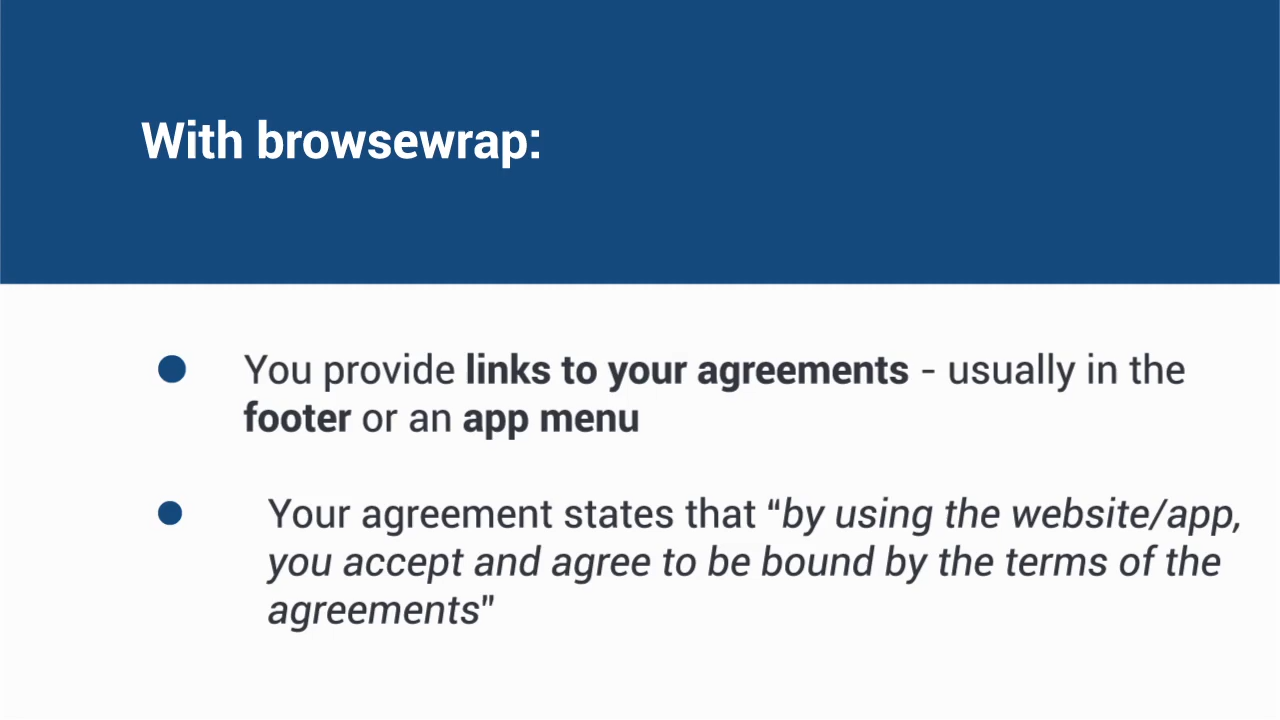 With browsewrap:
You provide links to your agreements - usually in the
footer or an app menu
Your agreement states that “by using the website/app,
you accept and agree to be bound by the terms of the
agreements"